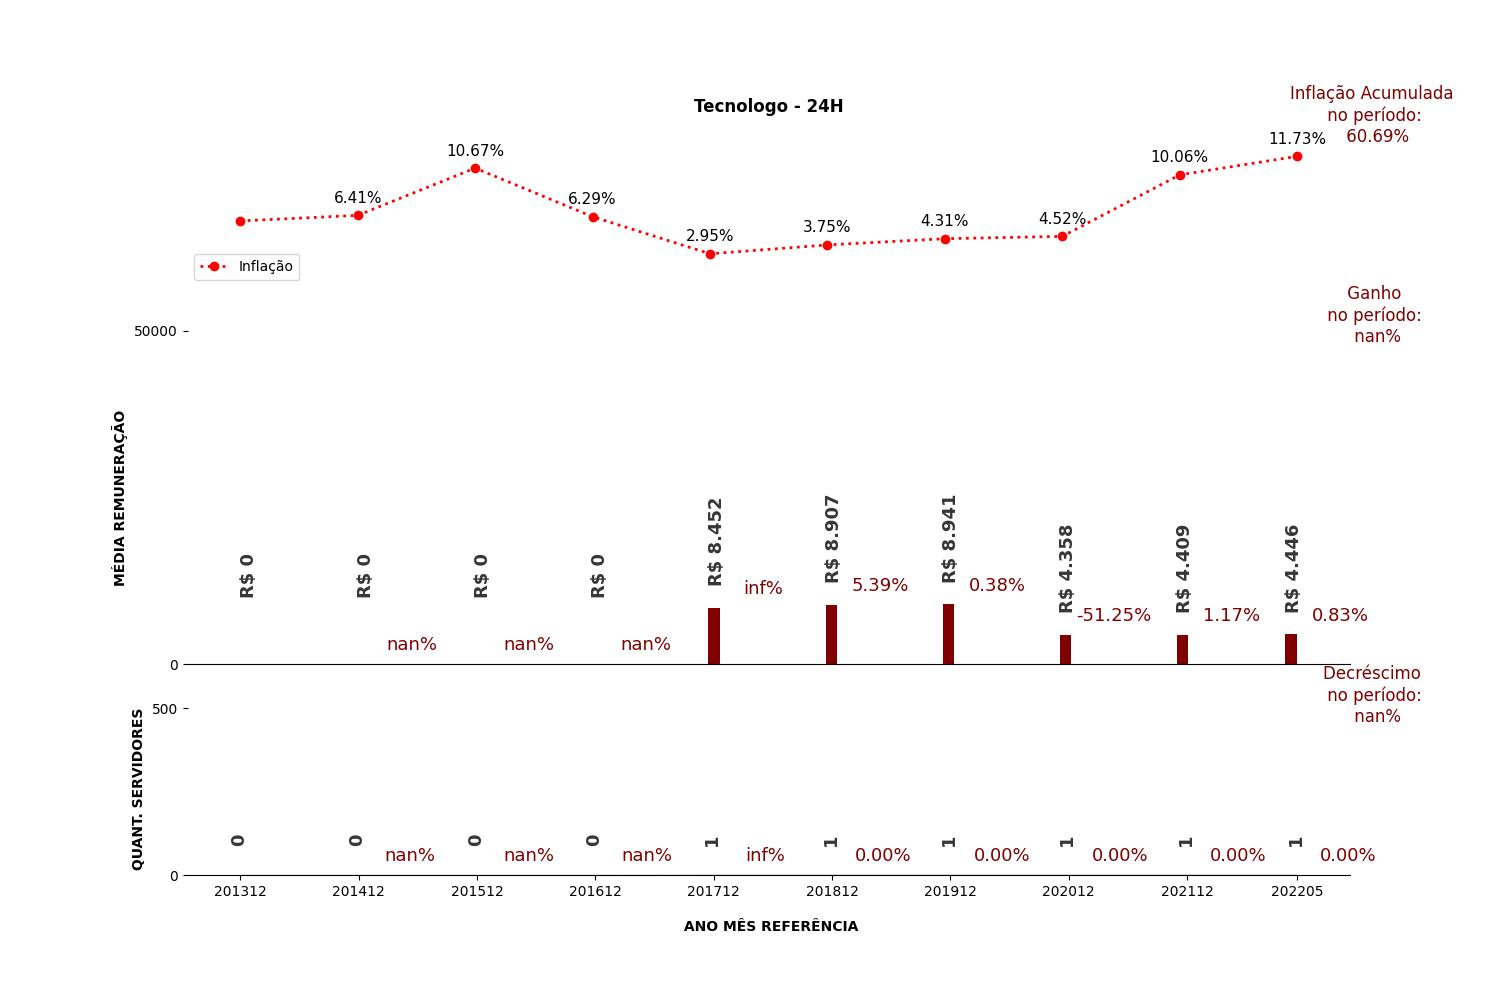 Tecnologo - 24H
Inflação Acumulada
no período:
60.69%
6.41%
10.67%
6.29%
2.95%
3.75%
4.31%
4.52%
10.06%
11.73%
Inflação
Ganho
no período:
nan%
50000
0
MÉDIA REMUNERAÇÃO
R$ 0
R$ 0
R$ 0
R$ 0
R$ 8.452
R$ 8.907
R$ 8.941
R$ 4.358
R$ 4.409
R$ 4.446
nan%
nan%
nan%
inf%
5.39%
0.38%
-51.25%
1.17%
0.83%
Decréscimo
no período:
nan%
500
0
QUANT. SERVIDORES
0
0
0
0
1
1
1
1
1
1
nan%
nan%
nan%
inf%
0.00%
0.00%
0.00%
0.00%
0.00%
201312
201412
201512
201612
201712
201812
201912
202012
202112
202205
ANO MÊS REFERÊNCIA